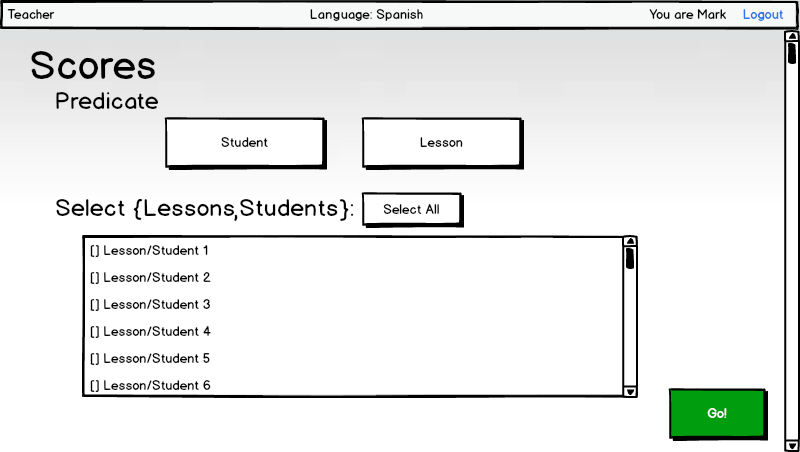 Teacher Language: Spanish You are Mark Logout
Scores
Predicate
Student Lesson
Select {Lessons,Students}: Select All
[] Lesson/Student 1
[] Lesson/Student 2
[] Lesson/Student 3
[] Lesson/Student 4
[] Lesson/Student 5
[] Lesson/Student 6
Go!